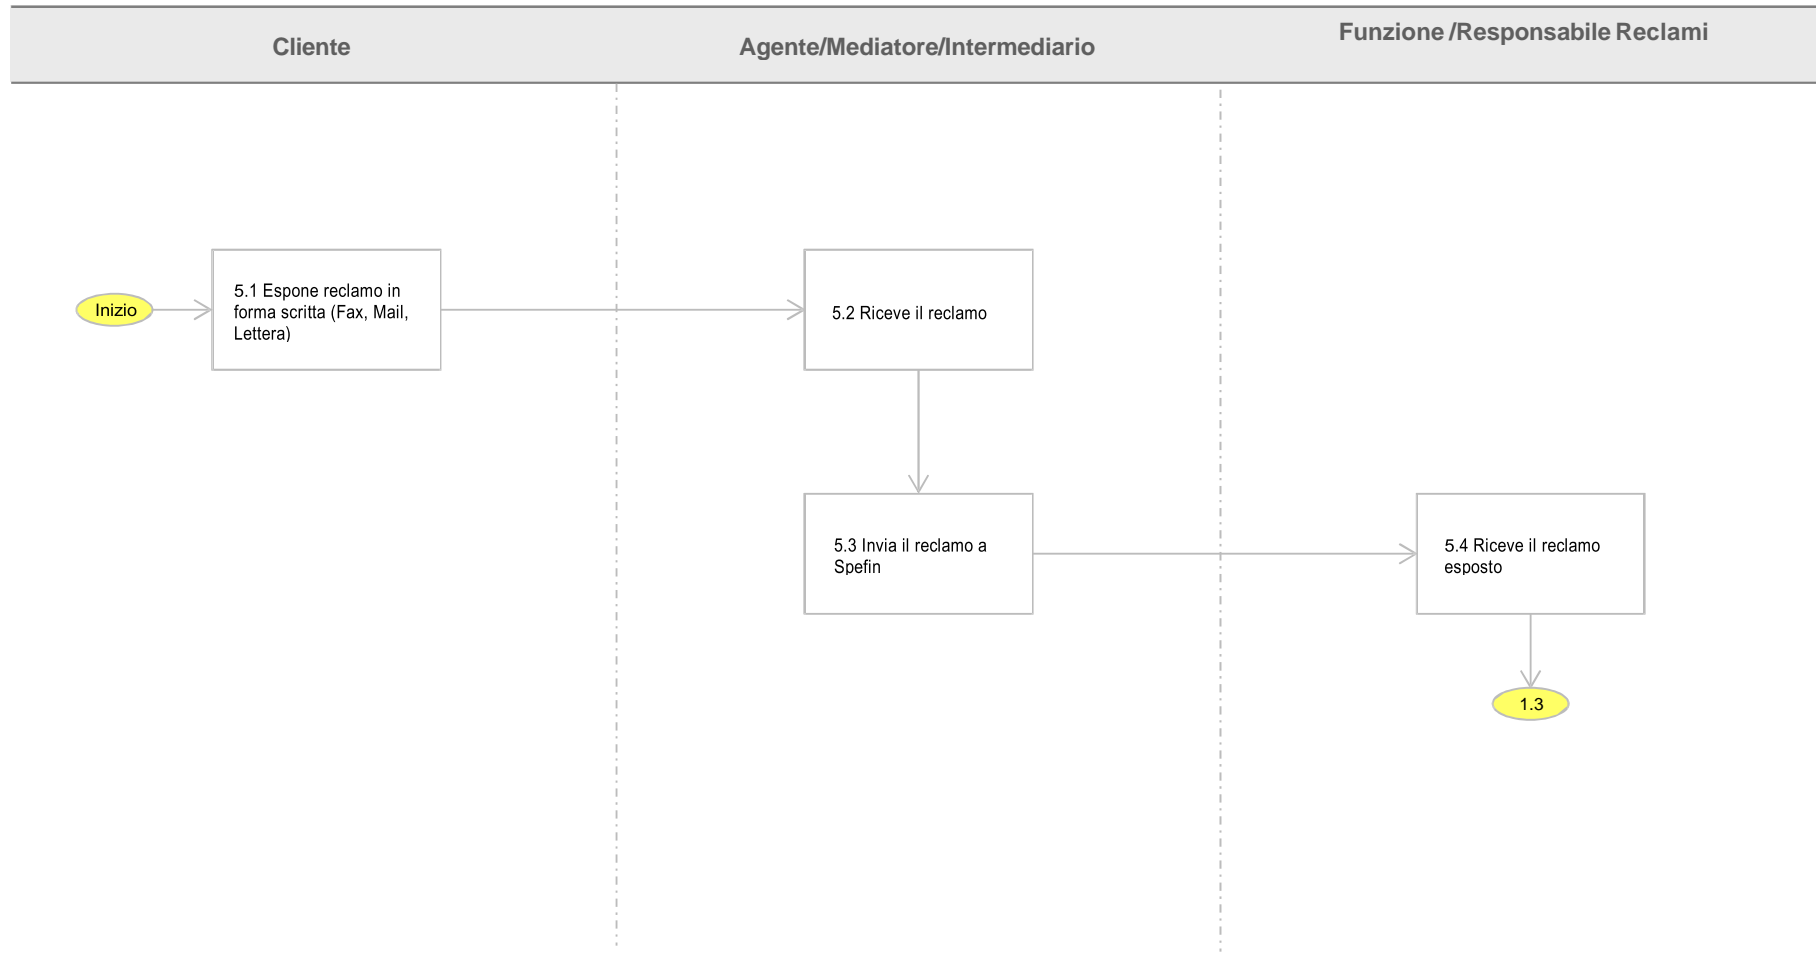 Cliente
Agente/Mediatore/Intermediario
Funzione /Responsabile Reclami
Inizio
5.1 Espone reclamo in
forma scritta (Fax, Mail,
Lettera)
5.2 Riceve il reclamo
5.3 Invia il reclamo a
Spefin
5.4 Riceve il reclamo
esposto
1.3